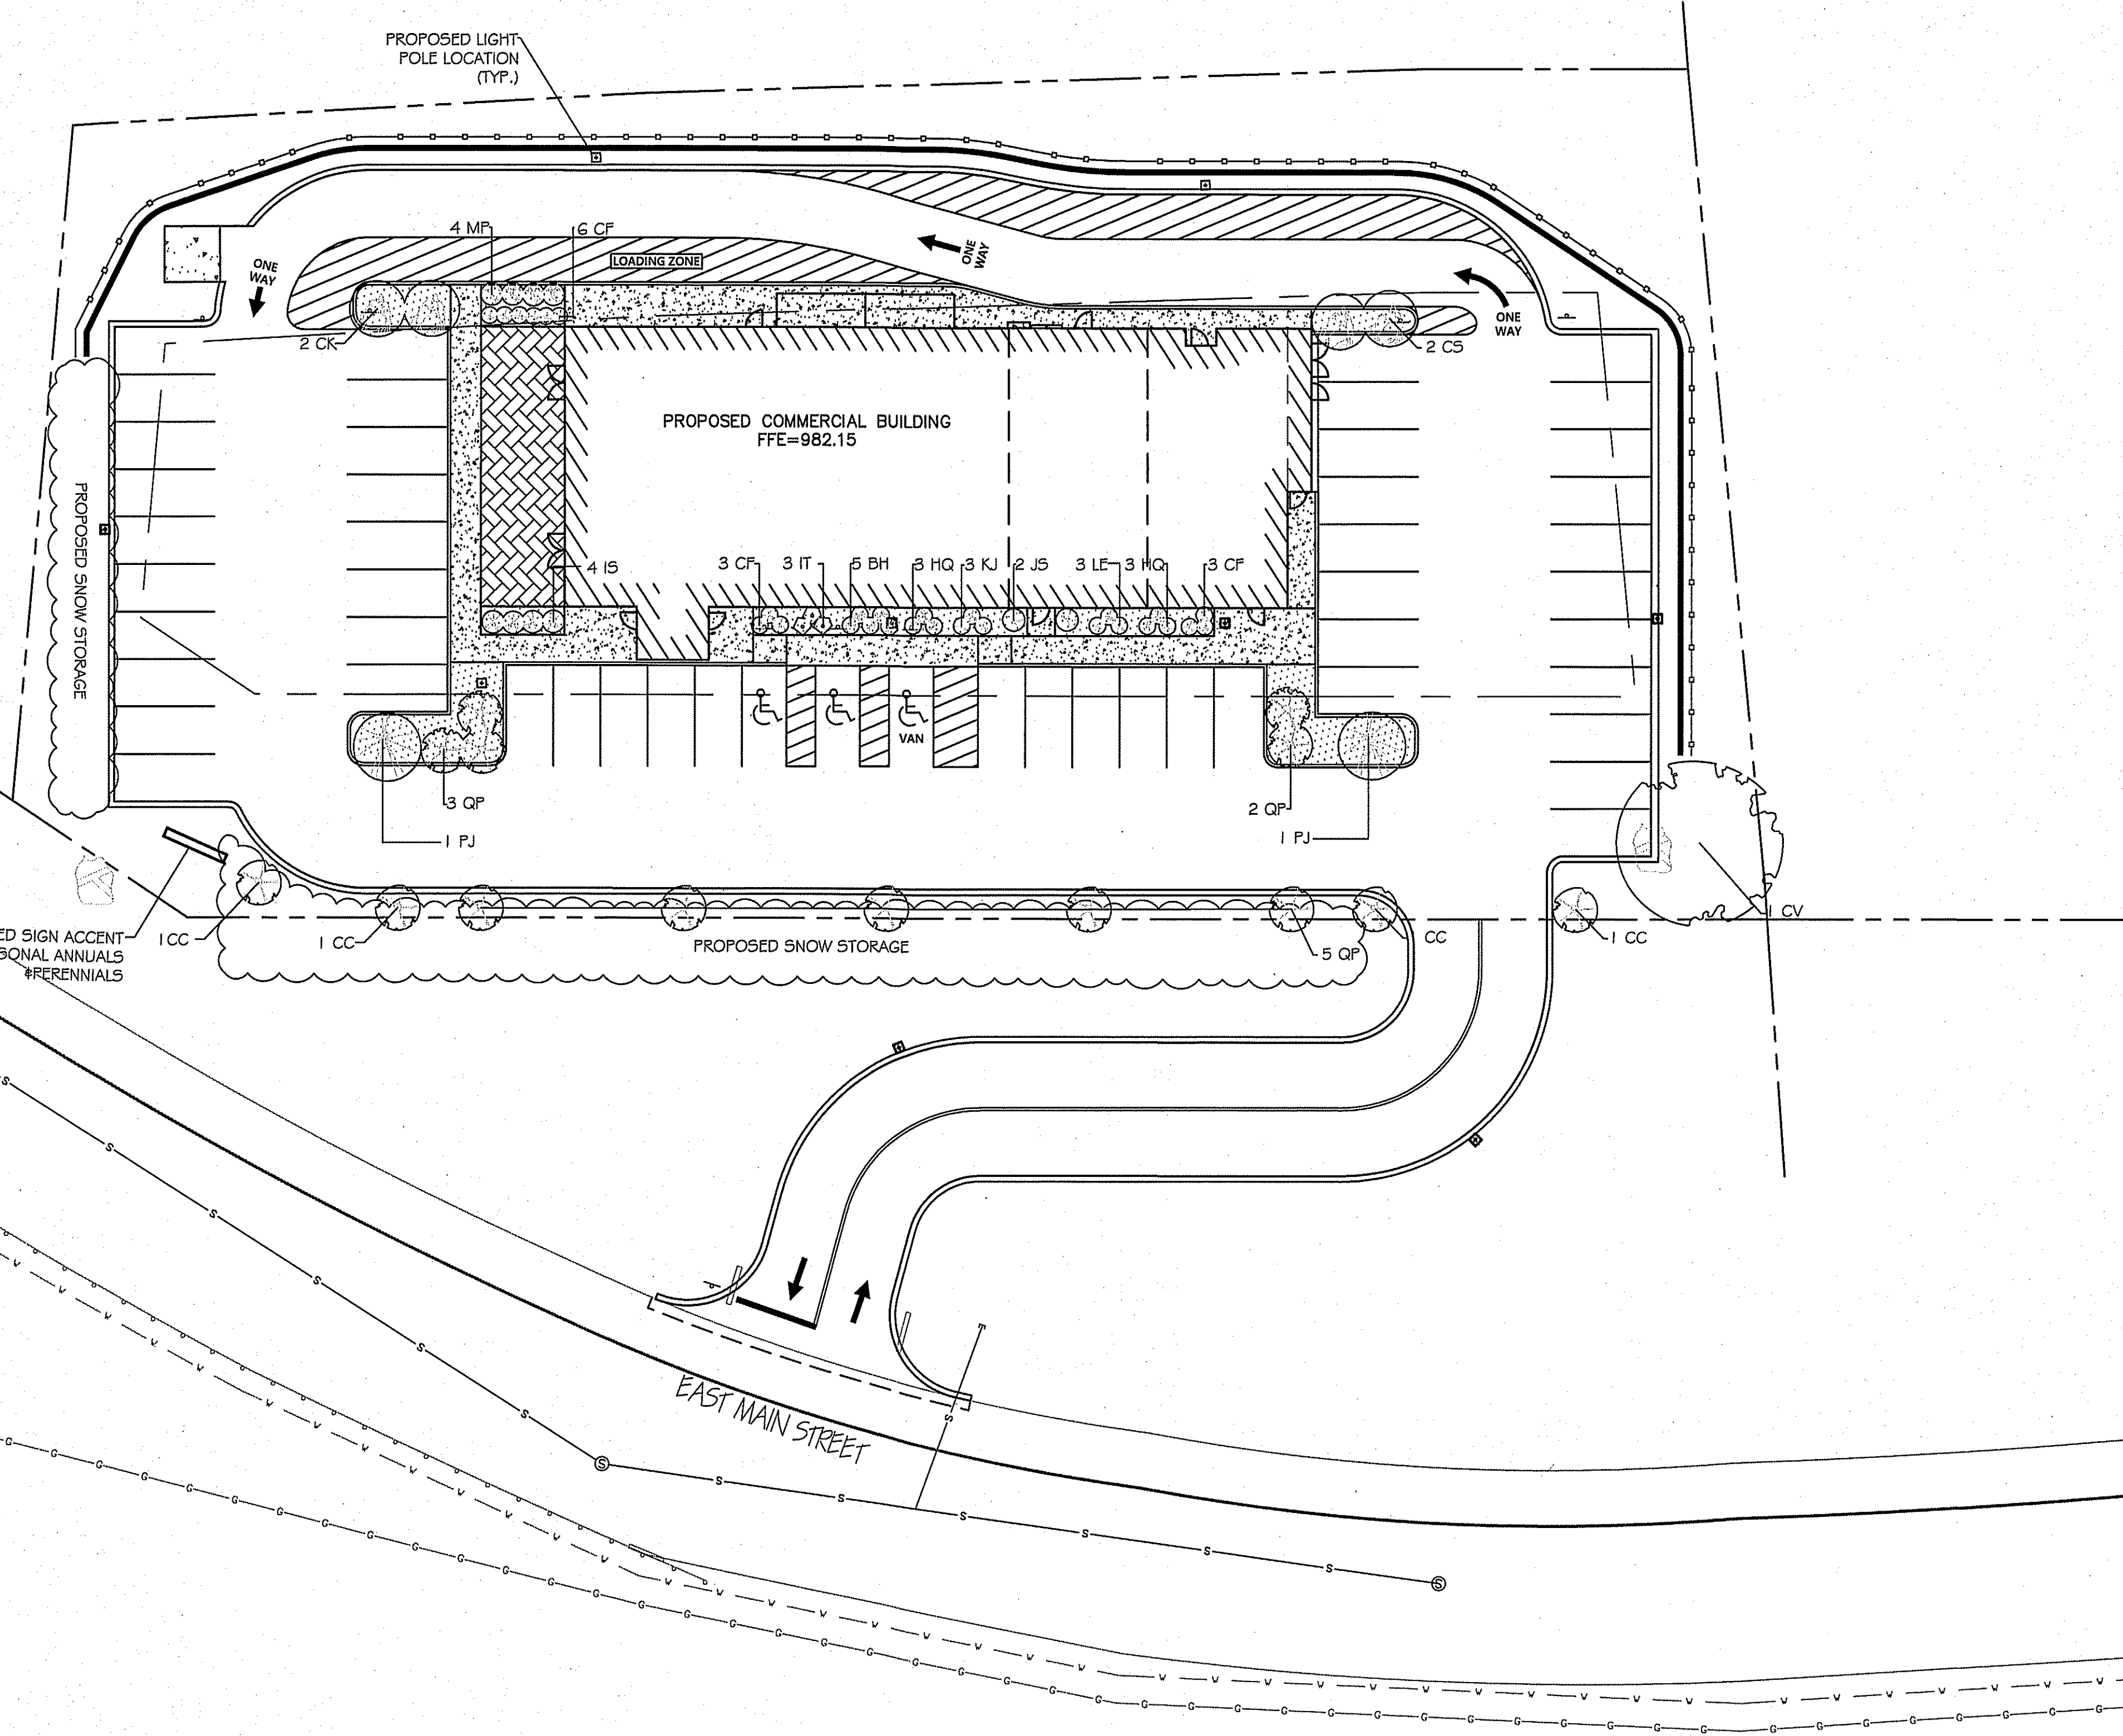 PROPOSED LIGHT
POLE LOCATION
(TYP.)
4 MP
6 CF
ONE
WAY
LOADING ZONE
ONE
WAY
ONE
WAY
2 CK
2 CS
PROPOSED COMMERCIAL BUILDING
FFE=982.15
PROPOSED SNOW STORAGE
4 IS
3 CF
3 IT
5 BH
3 HQ
3 KJ
2 JS
3 LE
3 HQ
3 CF
VAN
3 QP
2 QP
1 PJ
1 PJ
1 CV
ED SIGN ACCENT
SONAL ANNUALS
&PERENNIALS
1CC
1 CC
PROPOSED SNOW STORAGE
5 QP
CC
1 CC
EAST MAIN STREET